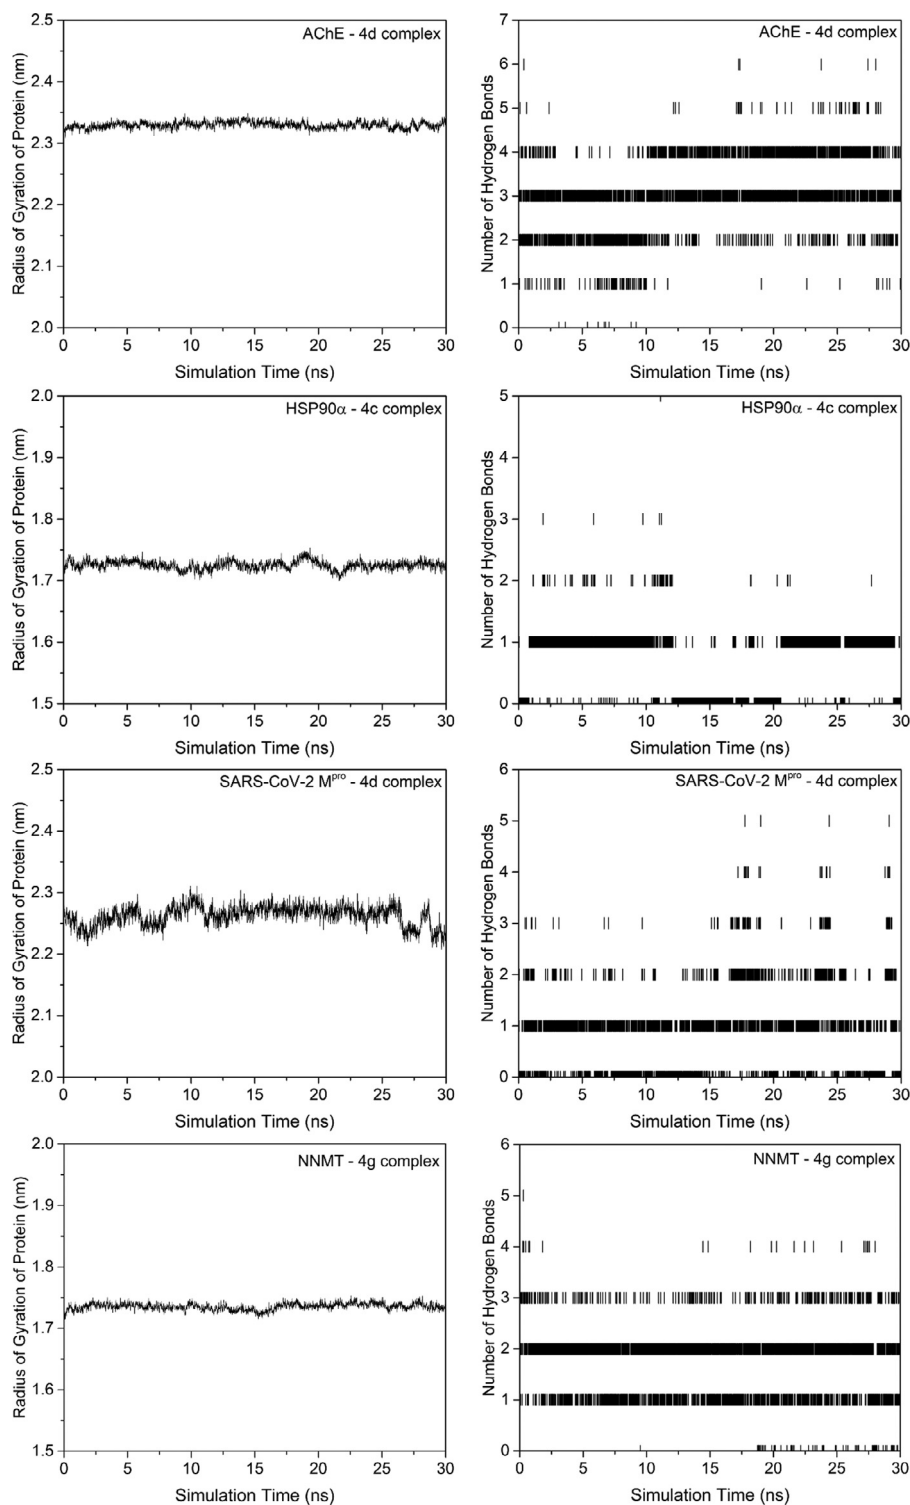 AChE - 4d complex
Radius of Gyration of Protein (nm)
2.5
2.4
2.3
2.2
2.1
2.0
0 5 10 15 20 25 30
Simulation Time (ns)
AChE - 4d complex
Number of Hydrogen Bonds
7
6
5
4
3
2
1
0
0 5 10 15 20 25 30
Simulation Time (ns)
HSP90α - 4c complex
Radius of Gyration of Protein (nm)
2.0
1.9
1.8
1.7
1.6
1.5
0 5 10 15 20 25 30
Simulation Time (ns)
HSP90α - 4c complex
Number of Hydrogen Bonds
5
4
3
2
1
0
0 5 10 15 20 25 30
Simulation Time (ns)
SARS-CoV-2 Mᵖʳᵒ - 4d complex
Radius of Gyration of Protein (nm)
2.5
2.4
2.3
2.2
2.1
2.0
0 5 10 15 20 25 30
Simulation Time (ns)
SARS-CoV-2 Mᵖʳᵒ - 4d complex
Number of Hydrogen Bonds
6
5
4
3
2
1
0
0 5 10 15 20 25 30
Simulation Time (ns)
NNMT - 4g complex
Radius of Gyration of Protein (nm)
2.0
1.9
1.8
1.7
1.6
1.5
0 5 10 15 20 25 30
Simulation Time (ns)
NNMT - 4g complex
Number of Hydrogen Bonds
6
5
4
3
2
1
0
0 5 10 15 20 25 30
Simulation Time (ns)